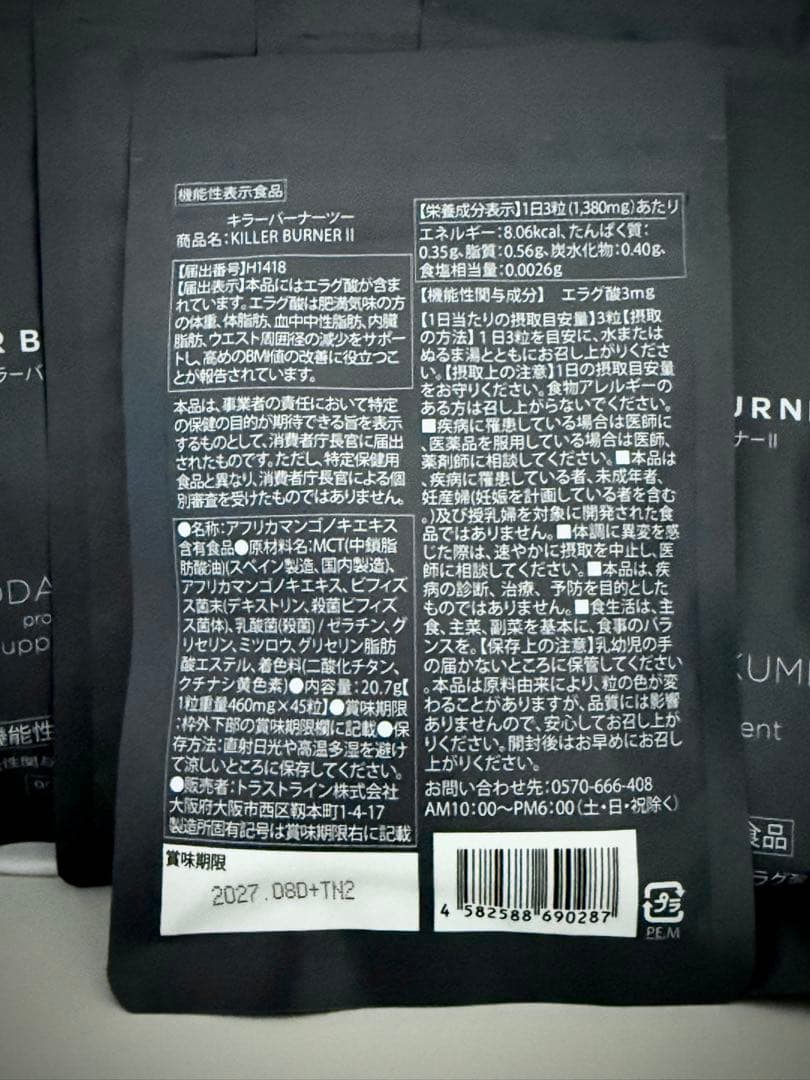 機能性表示食品
キラーバーナーツー
商品名:KILLER BURNER II
【届出番号】H1418
【届出表示】本品にはエラグ酸が含ま
れています。エラグ酸は肥満気味の方
の体重、体脂肪、血中中性脂肪、内臓
脂肪、ウエスト周囲径の減少をサポー
トし、高めのBMI値の改善に役立つこ
とが報告されています。
本品は、事業者の責任において特定
の保健の目的が期待できる旨を表示
するものとして、消費者庁長官に届出
されたものです。ただし、特定保健用
食品と異なり、消費者庁長官による個
別審査を受けたものではありません。
●名称:アフリカマンゴノキエキス
含有食品●原材料名:MCT(中鎖脂
肪酸油)(スペイン製造、国内製造)、
アフリカマンゴノキエキス、ビフィズ
ス菌末(デキストリン、殺菌ビフィズ
ス菌体)、乳酸菌(殺菌)/ゼラチン、グ
リセリン、ミツロウ、グリセリン脂肪
酸エステル、着色料(二酸化チタン、
クチナシ黄色素)●内容量:20.7g【
1粒重量460mg×45粒】●賞味期限
:枠外下部の賞味期限欄に記載●保
存方法:直射日光や高温多湿を避け
て涼しいところに保存してください。
●販売者:トラストライン株式会社
大阪府大阪市西区靱本町1-4-17
製造所固有記号は賞味期限右に記載
賞味期限
2027.08D+TN2
【栄養成分表示】1日3粒(1,380mg)あたり
エネルギー:8.06kcal、たんぱく質:
0.35g、脂質:0.56g、炭水化物:0.40g、
食塩相当量:0.0026g
【機能性関与成分】 エラグ酸3mg
【1日当たりの摂取目安量】3粒【摂取
の方法】1日3粒を目安に、水または
ぬるま湯とともにお召し上がりくださ
い。【摂取上の注意】1日の摂取目安量
をお守りください。食物アレルギーの
ある方は召し上がらないでください。
■疾病に罹患している場合は医師に
、医薬品を服用している場合は医師、
薬剤師に相談してください。■本品は
、疾病に罹患している者、未成年者、
妊産婦(妊娠を計画している者を含む
。)及び授乳婦を対象に開発された食
品ではありません。■体調に異変を感
じた際は、速やかに摂取を中止し、医
師に相談してください。■本品は、疾
病の診断、治療、予防を目的とした
ものではありません。■食生活は、主
食、主菜、副菜を基本に、食事のバラ
ンスを。【保存上の注意】乳幼児の手
の届かないところに保管してください
。本品は原料由来により、粒の色が変
わることがありますが、品質には影響
ありませんので、安心してお召し上が
りください。開封後はお早めにお召し
上がりください。
お問い合わせ先:0570-666-408
AM10:00〜PM6:00(土・日・祝除く)
4 582588 690287
プラ
PE,M
R B
ラーバ
DDA
pro
upp
機能性
URN
ナーII
KUM
ent
食品
ラグ